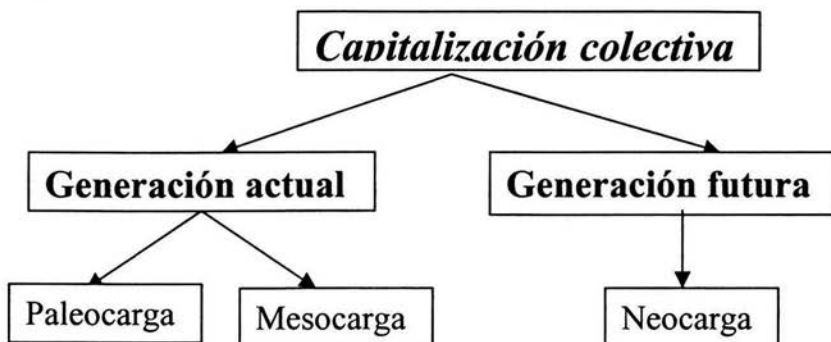 Capitalización colectiva
Generación actual
Generación futura
Paleocarga
Mesocarga
Neocarga